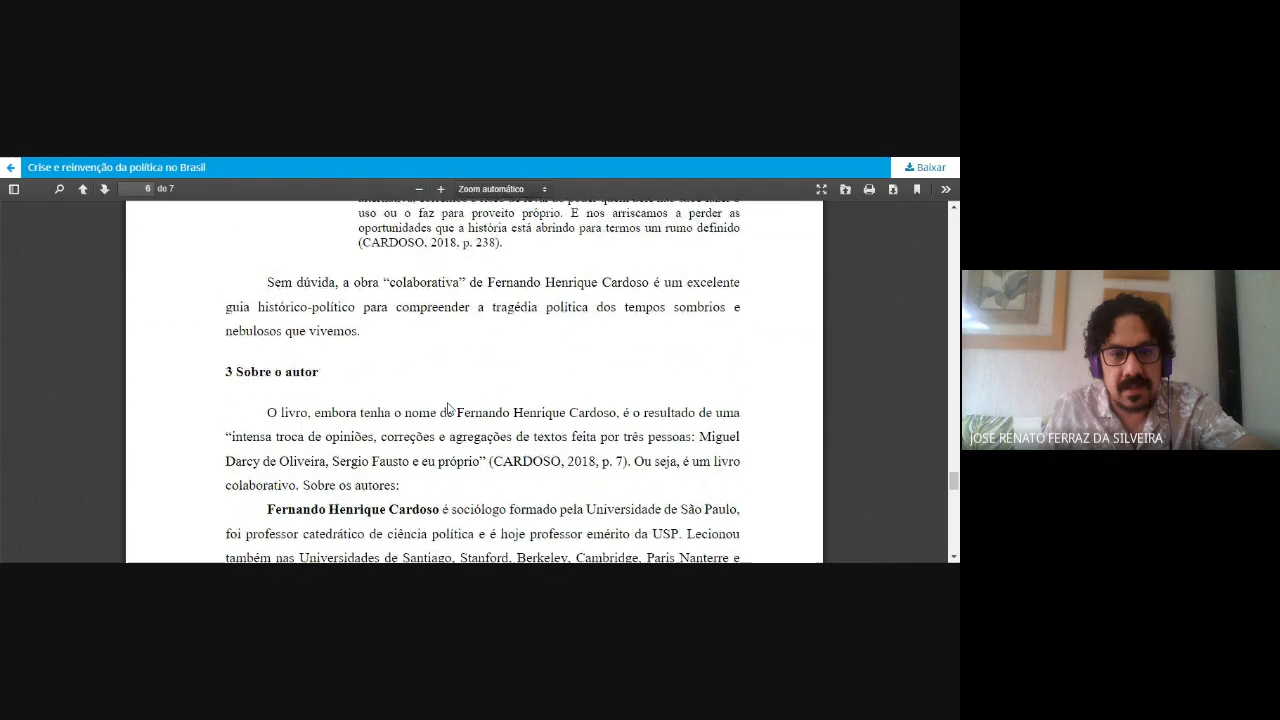 Crise e reinvenção da política no Brasil
Baixar
6 de 7
Zoom automático
uso ou o faz para proveito próprio. E nos arriscamos a perder as
oportunidades que a história está abrindo para termos um rumo definido
(CARDOSO, 2018, p. 238).
Sem dúvida, a obra “colaborativa” de Fernando Henrique Cardoso é um excelente
guia histórico-político para compreender a tragédia política dos tempos sombrios e
nebulosos que vivemos.
3 Sobre o autor
O livro, embora tenha o nome de Fernando Henrique Cardoso, é o resultado de uma
“intensa troca de opiniões, correções e agregações de textos feita por três pessoas: Miguel
Darcy de Oliveira, Sergio Fausto e eu próprio” (CARDOSO, 2018, p. 7). Ou seja, é um livro
colaborativo. Sobre os autores:
Fernando Henrique Cardoso é sociólogo formado pela Universidade de São Paulo,
foi professor catedrático de ciência política e é hoje professor emérito da USP. Lecionou
também nas Universidades de Santiago, Stanford, Berkeley, Cambridge, Paris Nanterre e
JOSE RENATO FERRAZ DA SILVEIRA